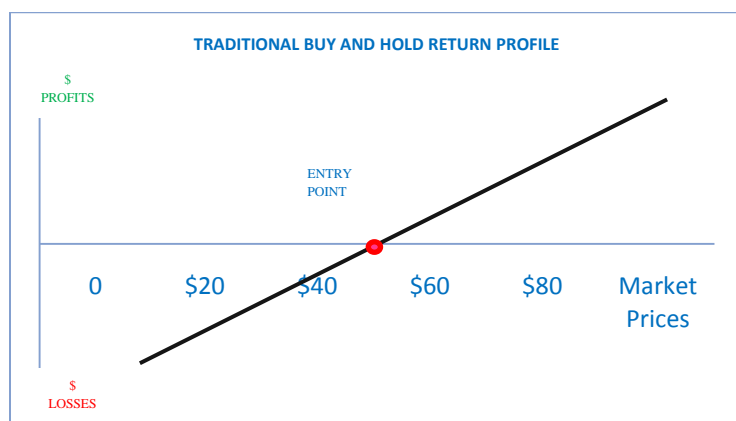 TRADITIONAL BUY AND HOLD RETURN PROFILE
$
PROFITS
ENTRY
POINT
0 $20 $40 $60 $80 Market
Prices
$
LOSSES